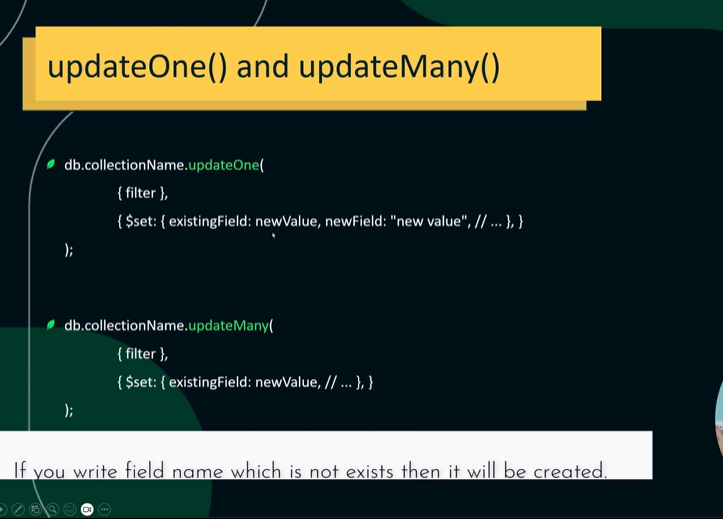 updateOne() and updateMany()
db.collectionName.updateOne(
{ filter },
{ $set: { existingField: newValue, newField: "new value", // ... }, }
);
db.collectionName.updateMany(
{ filter },
{ $set: { existingField: newValue, // ... }, }
);
If you write field name which is not exists then it will be created.